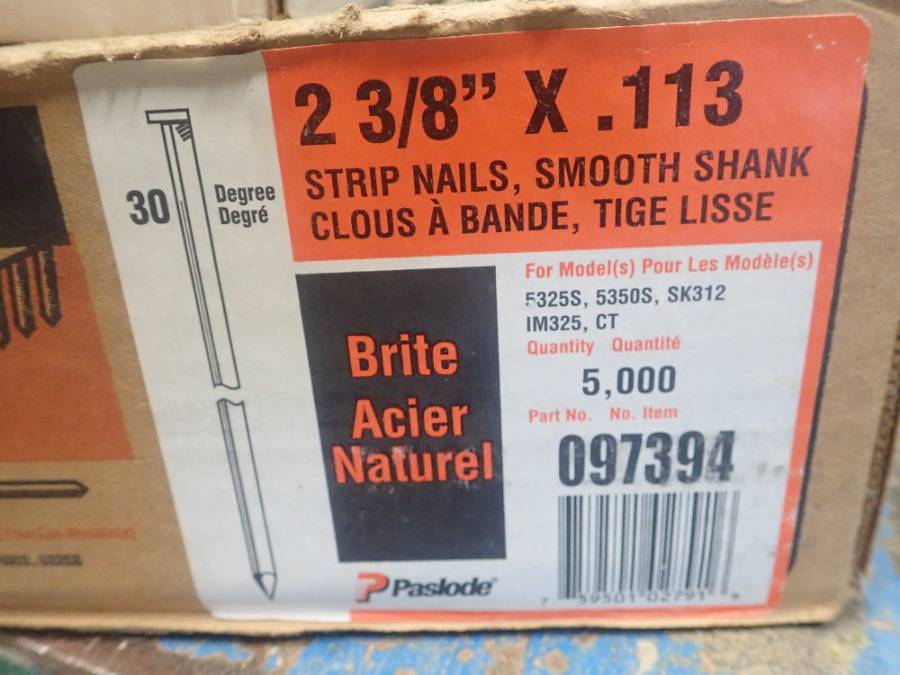 2 3/8" X .113
STRIP NAILS, SMOOTH SHANK
CLOUS À BANDE, TIGE LISSE
30 Degree
Degré
For Model(s) Pour Les Modèle(s)
5325S, 5350S, SK312
IM325, CT
Quantity Quantité
5,000
Part No. No. Item
097394
Brite
Acier
Naturel
Paslode